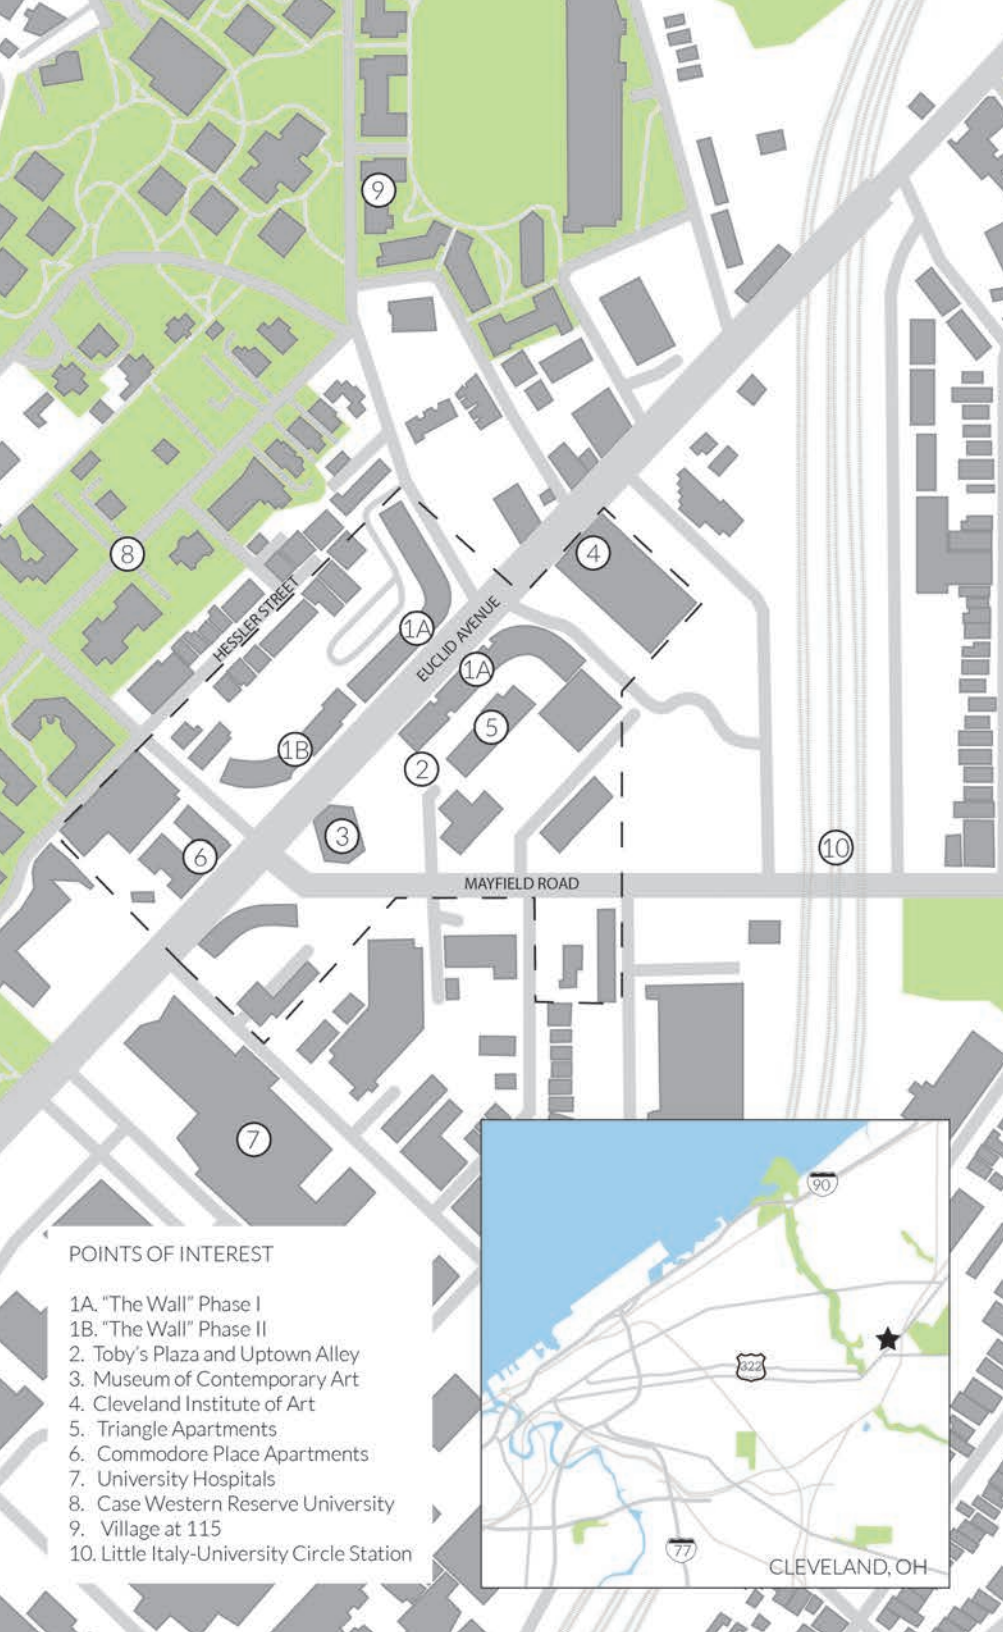 9
4
8
HESSLER STREET
1A
EUCLID AVENUE
1A
5
1B
2
3
10
6
MAYFIELD ROAD
7
POINTS OF INTEREST
1A. “The Wall” Phase I
1B. “The Wall” Phase II
2. Toby’s Plaza and Uptown Alley
3. Museum of Contemporary Art
4. Cleveland Institute of Art
5. Triangle Apartments
6. Commodore Place Apartments
7. University Hospitals
8. Case Western Reserve University
9. Village at 115
10. Little Italy-University Circle Station
90
322
77
CLEVELAND, OH